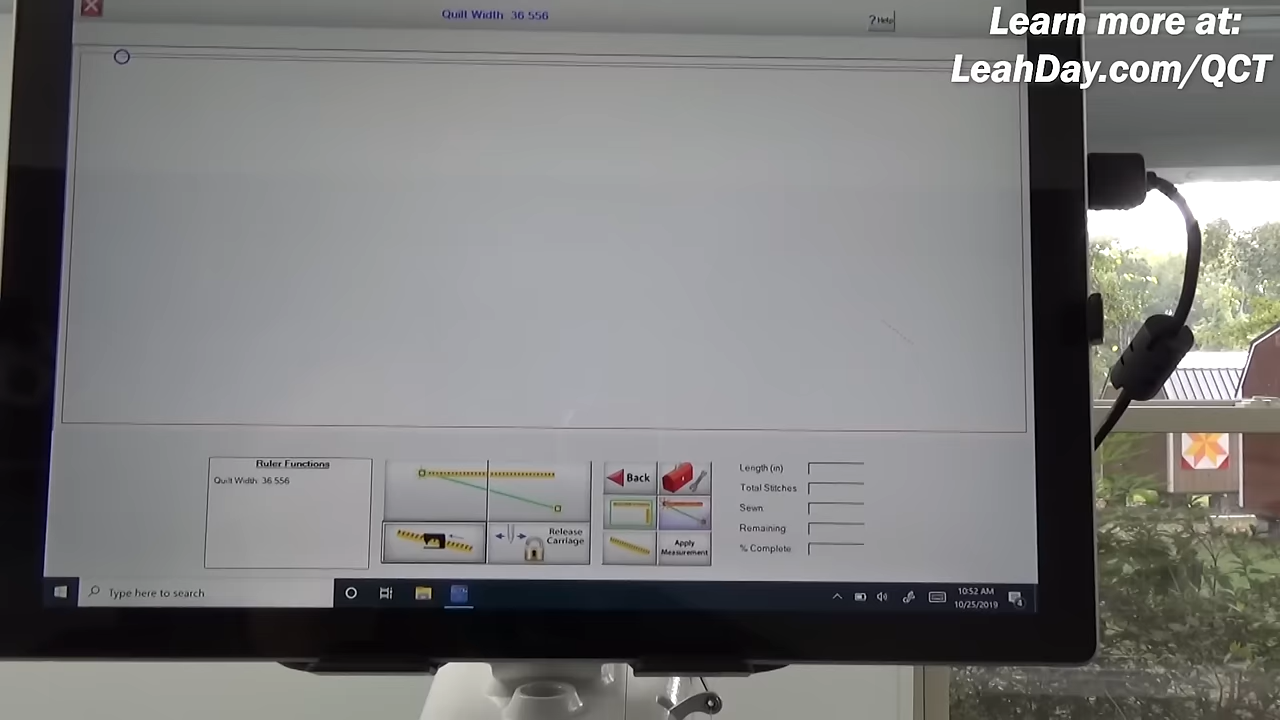 Quilt Width 36.556
? Help
Learn more at:
LeahDay.com/QCT
Ruler Functions
Quilt Width 36.556
Back
Release
Carriage
Apply
Measurement
Length (in)
Total Stitches
Sewn
Remaining
% Complete
Type here to search
10:52 AM
10/25/2019
4